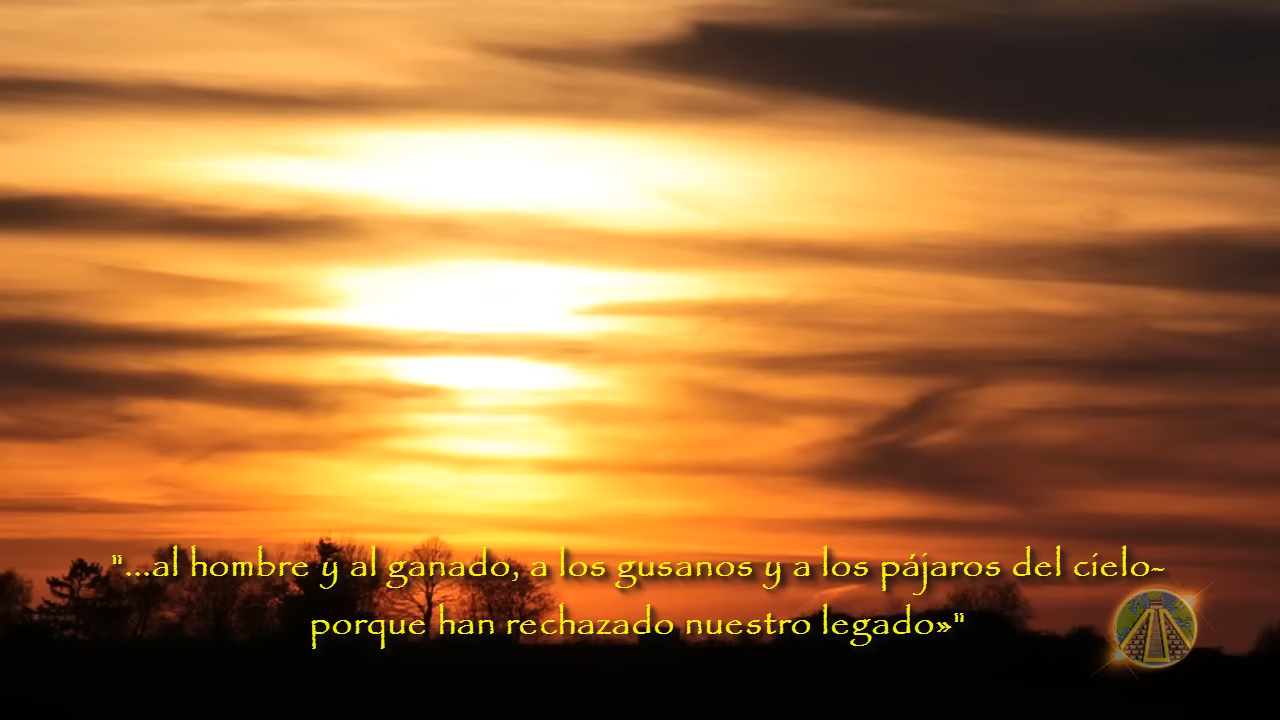 "...al hombre y al ganado, a los gusanos y a los pájaros del cielo-
porque han rechazado nuestro legado»"